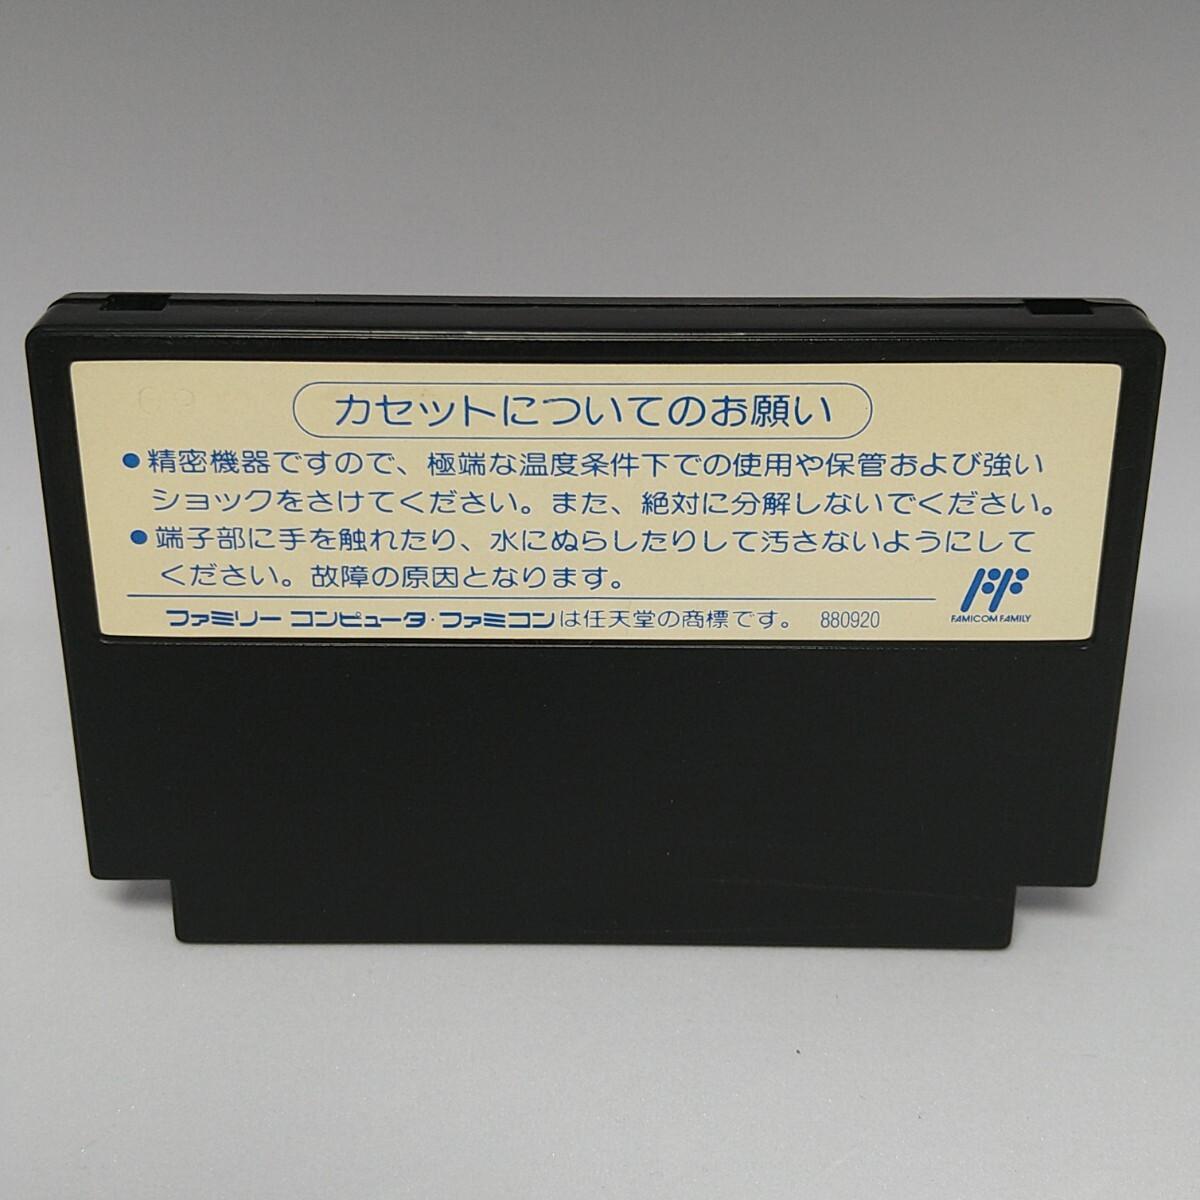 カセットについてのお願い
●精密機器ですので、極端な温度条件下での使用や保管および強い
ショックをさけてください。また、絶対に分解しないでください。
●端子部に手を触れたり、水にぬらしたりして汚さないようにして
ください。故障の原因となります。
ファミリーコンピュータ・ファミコンは任天堂の商標です。 880920
FAMICOM FAMILY